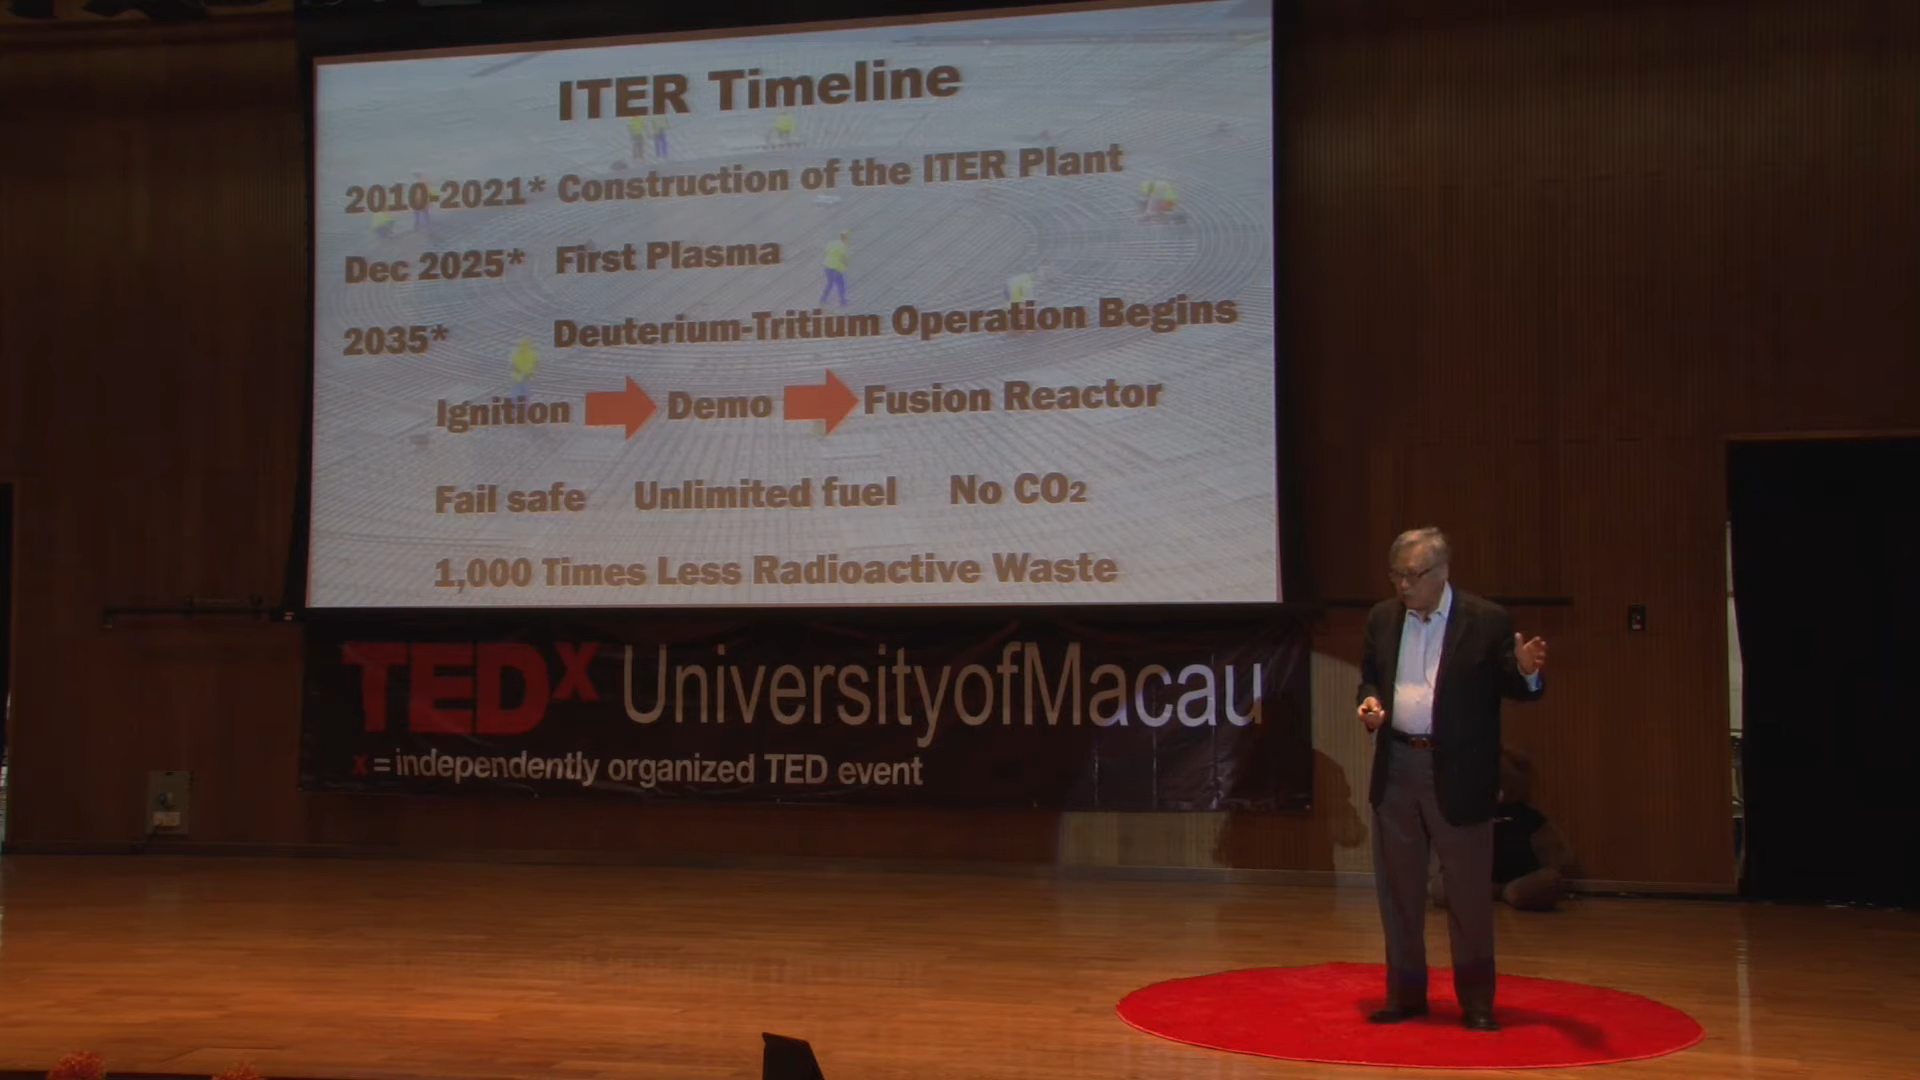 ITER Timeline
2010-2021* Construction of the ITER Plant
Dec 2025* First Plasma
2035* Deuterium-Tritium Operation Begins
Ignition Demo Fusion Reactor
Fail safe Unlimited fuel No CO₂
1,000 Times Less Radioactive Waste
TEDx UniversityofMacau
x = independently organized TED event